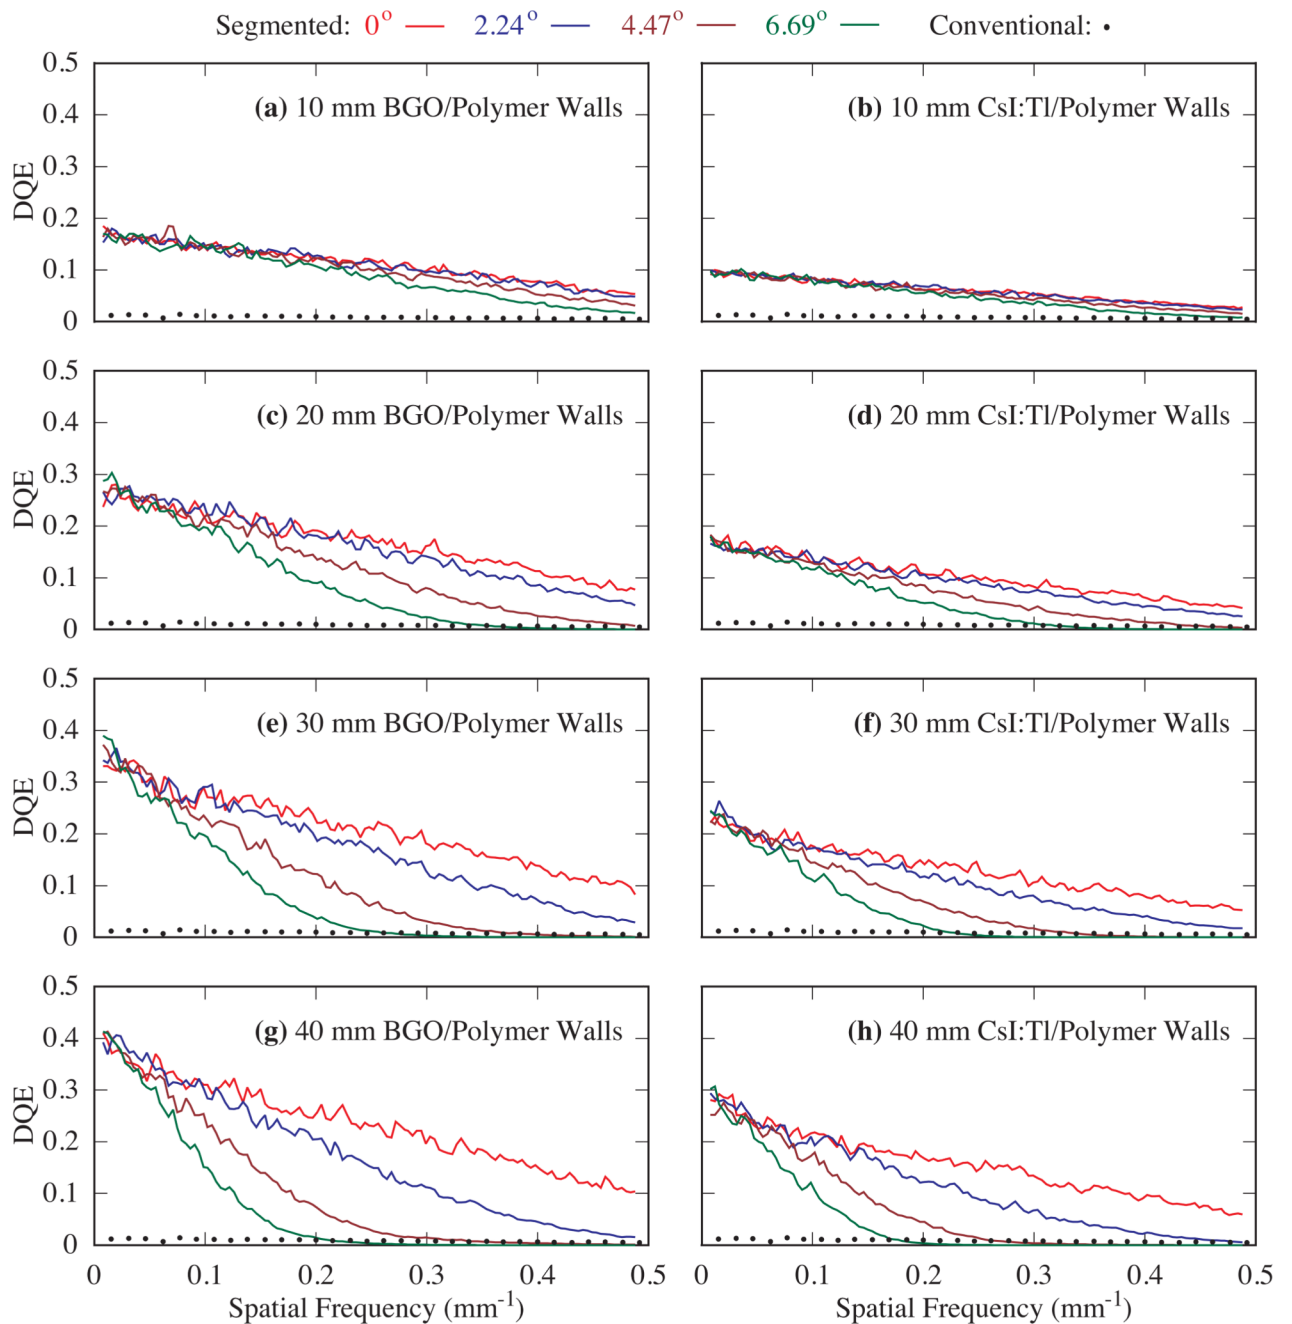 Segmented: 0° 2.24° 4.47° 6.69° Conventional:
0.5
0.4
0.3
0.2
0.1
0
DQE
(a) 10 mm BGO/Polymer Walls
(b) 10 mm CsI:Tl/Polymer Walls
0.5
0.4
0.3
0.2
0.1
0
DQE
(c) 20 mm BGO/Polymer Walls
(d) 20 mm CsI:Tl/Polymer Walls
0.5
0.4
0.3
0.2
0.1
0
DQE
(e) 30 mm BGO/Polymer Walls
(f) 30 mm CsI:Tl/Polymer Walls
0.5
0.4
0.3
0.2
0.1
0
DQE
(g) 40 mm BGO/Polymer Walls
(h) 40 mm CsI:Tl/Polymer Walls
0 0.1 0.2 0.3 0.4 0.5
0 0.1 0.2 0.3 0.4 0.5
Spatial Frequency (mm⁻¹)
Spatial Frequency (mm⁻¹)